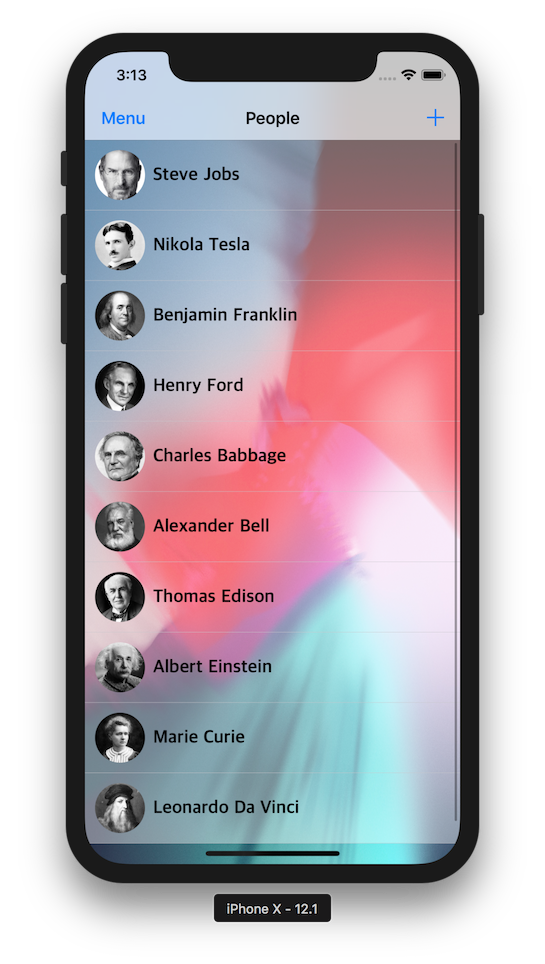 3:13
Menu People +
Steve Jobs
Nikola Tesla
Benjamin Franklin
Henry Ford
Charles Babbage
Alexander Bell
Thomas Edison
Albert Einstein
Marie Curie
Leonardo Da Vinci
iPhone X - 12.1